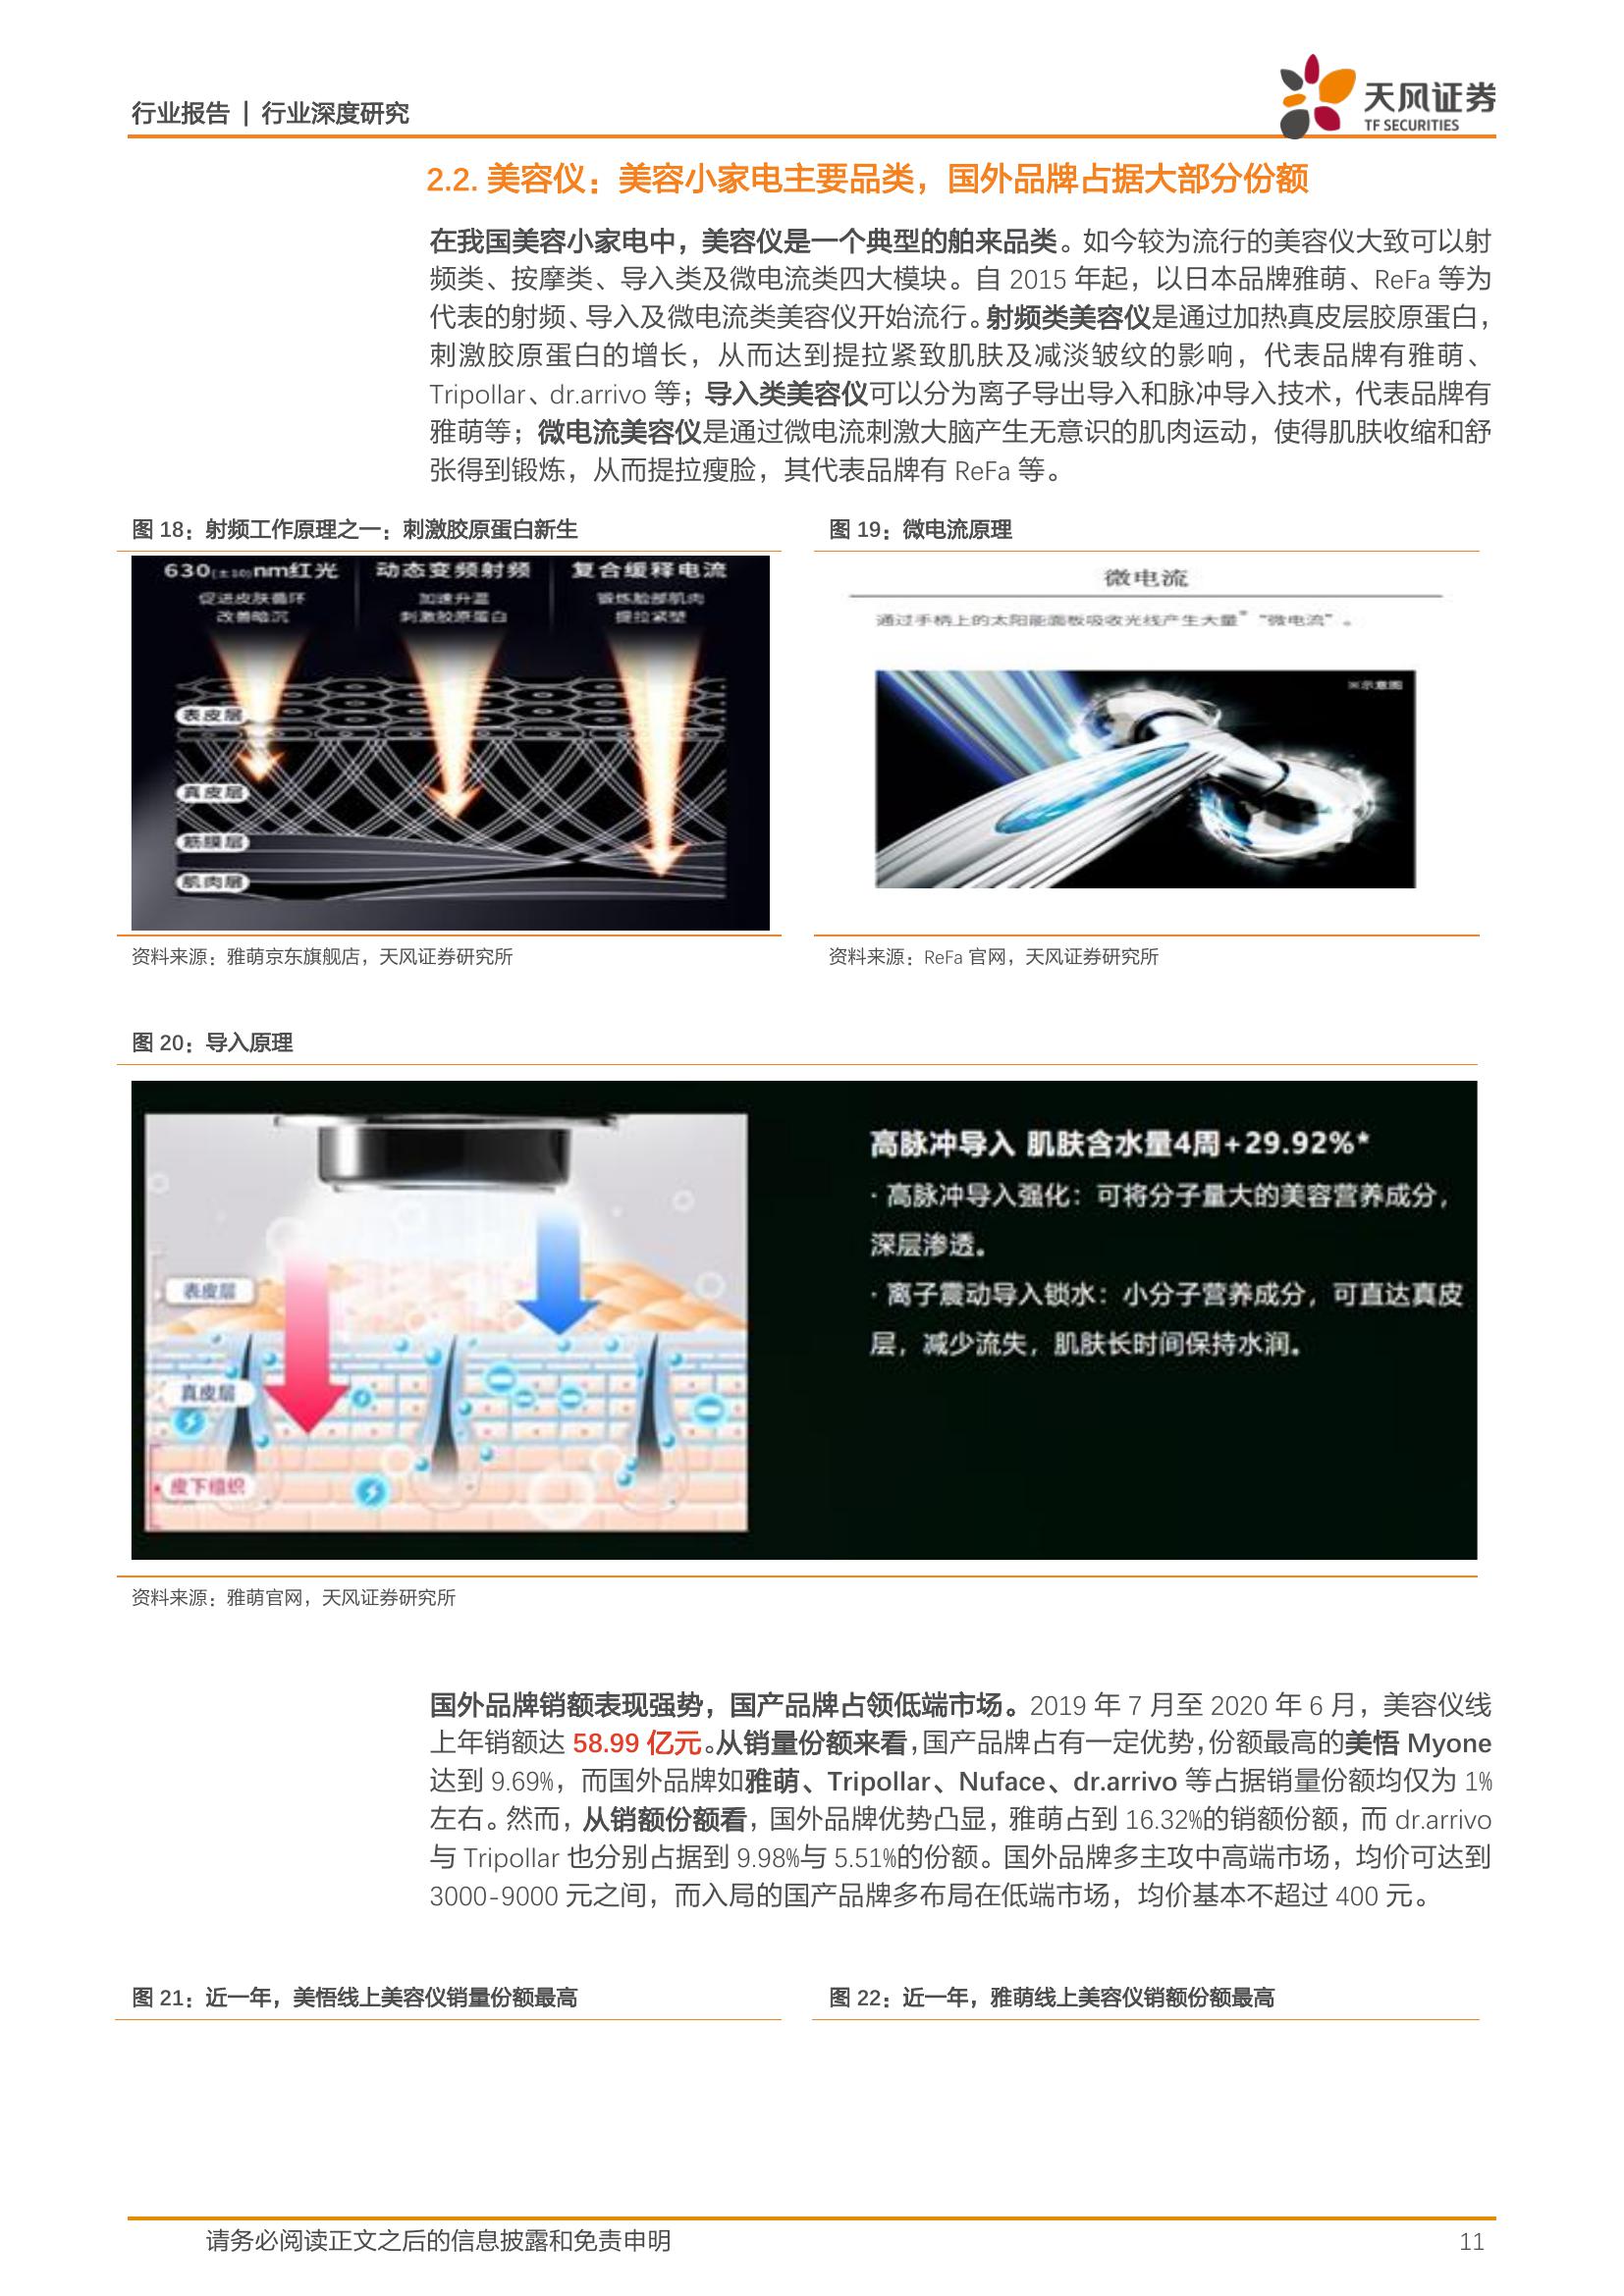 行业报告 | 行业深度研究
天风证券
TF SECURITIES
2.2. 美容仪：美容小家电主要品类，国外品牌占据大部分份额
在我国美容小家电中，美容仪是一个典型的舶来品类。如今较为流行的美容仪大致可以射
频类、按摩类、导入类及微电流类四大模块。自 2015 年起，以日本品牌雅萌、ReFa 等为
代表的射频、导入及微电流类美容仪开始流行。射频类美容仪是通过加热真皮层胶原蛋白，
刺激胶原蛋白的增长，从而达到提拉紧致肌肤及减淡皱纹的影响，代表品牌有雅萌、
Tripollar、dr.arrivo 等；导入类美容仪可以分为离子导出导入和脉冲导入技术，代表品牌有
雅萌等；微电流美容仪是通过微电流刺激大脑产生无意识的肌肉运动，使得肌肤收缩和舒
张得到锻炼，从而提拉瘦脸，其代表品牌有 ReFa 等。
图 18：射频工作原理之一：刺激胶原蛋白新生
630(±10)nm红光
促进皮肤循环
改善暗沉
动态变频射频
加速升温
刺激胶原蛋白
复合缓释电流
锻炼脸部肌肉
提拉紧塑
表皮层
真皮层
筋膜层
肌肉层
资料来源：雅萌京东旗舰店，天风证券研究所
图 19：微电流原理
微电流
通过手柄上的太阳能面板吸收光线产生大量* “微电流”。
※示意图
资料来源：ReFa 官网，天风证券研究所
图 20：导入原理
表皮层
真皮层
皮下组织
高脉冲导入 肌肤含水量4周+29.92%*
· 高脉冲导入强化：可将分子量大的美容营养成分，
深层渗透。
· 离子震动导入锁水：小分子营养成分，可直达真皮
层，减少流失，肌肤长时间保持水润。
资料来源：雅萌官网，天风证券研究所
国外品牌销额表现强势，国产品牌占领低端市场。2019 年 7 月至 2020 年 6 月，美容仪线
上年销额达 58.99 亿元。从销量份额来看，国产品牌占有一定优势，份额最高的美悟 Myone
达到 9.69%，而国外品牌如雅萌、Tripollar、Nuface、dr.arrivo 等占据销量份额均仅为 1%
左右。然而，从销额份额看，国外品牌优势凸显，雅萌占到 16.32%的销额份额，而 dr.arrivo
与 Tripollar 也分别占据到 9.98%与 5.51%的份额。国外品牌多主攻中高端市场，均价可达到
3000-9000 元之间，而入局的国产品牌多布局在低端市场，均价基本不超过 400 元。
图 21：近一年，美悟线上美容仪销量份额最高
图 22：近一年，雅萌线上美容仪销额份额最高
请务必阅读正文之后的信息披露和免责申明
11